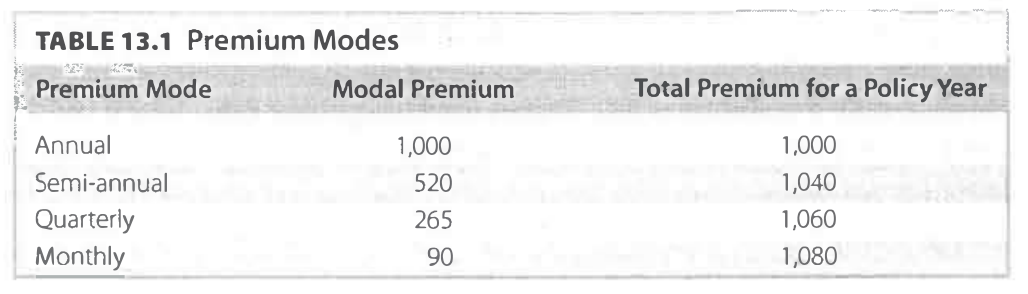 TABLE 13.1 Premium Modes
Premium Mode Modal Premium Total Premium for a Policy Year
Annual 1,000 1,000
Semi-annual 520 1,040
Quarterly 265 1,060
Monthly 90 1,080